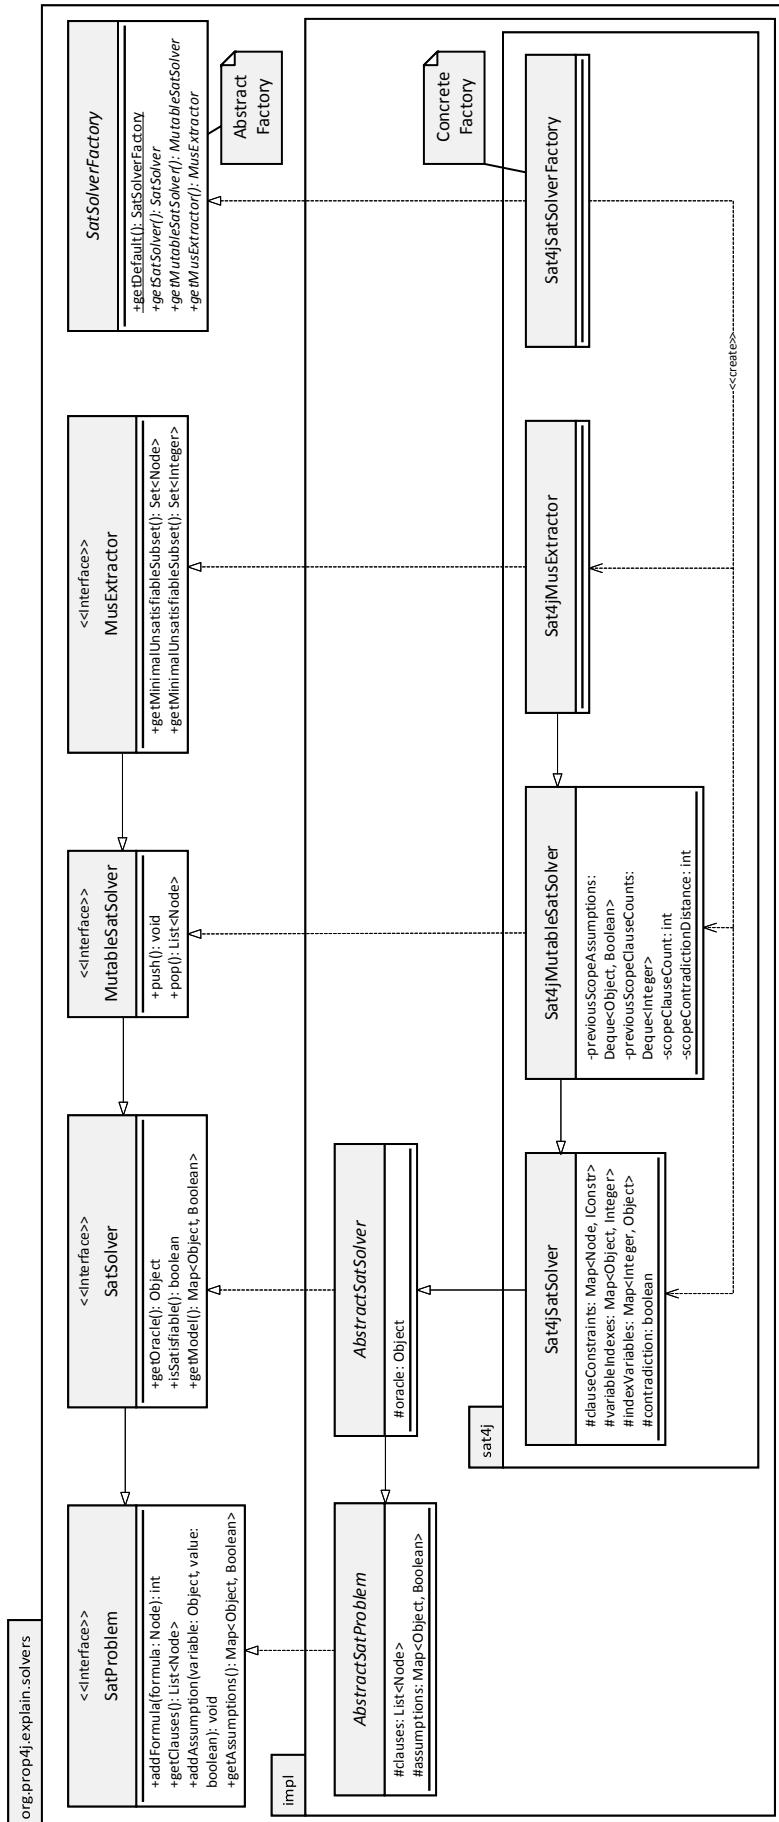 org.prop4j.explain.solvers
<<Interface>>
SatProblem
+addFormula(formula: Node): int
+getClauses(): List<Node>
+addAssumption(variable: Object, value:
boolean): void
+getAssumptions(): Map<Object, Boolean>
<<Interface>>
SatSolver
+getOracle(): Object
+isSatisfiable(): boolean
+getModel(): Map<Object, Boolean>
<<Interface>>
MutableSatSolver
+push(): void
+pop(): List<Node>
<<Interface>>
MusExtractor
+getMinimalUnsatisfiableSubset(): Set<Node>
+getMinimalUnsatisfiableSubset(): Set<Integer>
SatSolverFactory
+getDefault(): SatSolverFactory
+getSatSolver(): SatSolver
+getMutableSatSolver(): MutableSatSolver
+getMusExtractor(): MusExtractor
Abstract
Factory
impl
AbstractSatProblem
#clauses: List<Node>
#assumptions: Map<Object, Boolean>
AbstractSatSolver
#oracle: Object
Concrete
Factory
sat4j
Sat4jSatSolver
#clauseConstraints: Map<Node, IConstr>
#variableIndexes: Map<Object, Integer>
#indexVariables: Map<Integer, Object>
#contradiction: boolean
Sat4jMutableSatSolver
-previousScopeAssumptions:
Deque<Object, Boolean>
-previousScopeClauseCounts:
Deque<Integer>
-scopeClauseCount: int
-scopeContradictionDistance: int
Sat4jMusExtractor
Sat4jSatSolverFactory
<<create>>